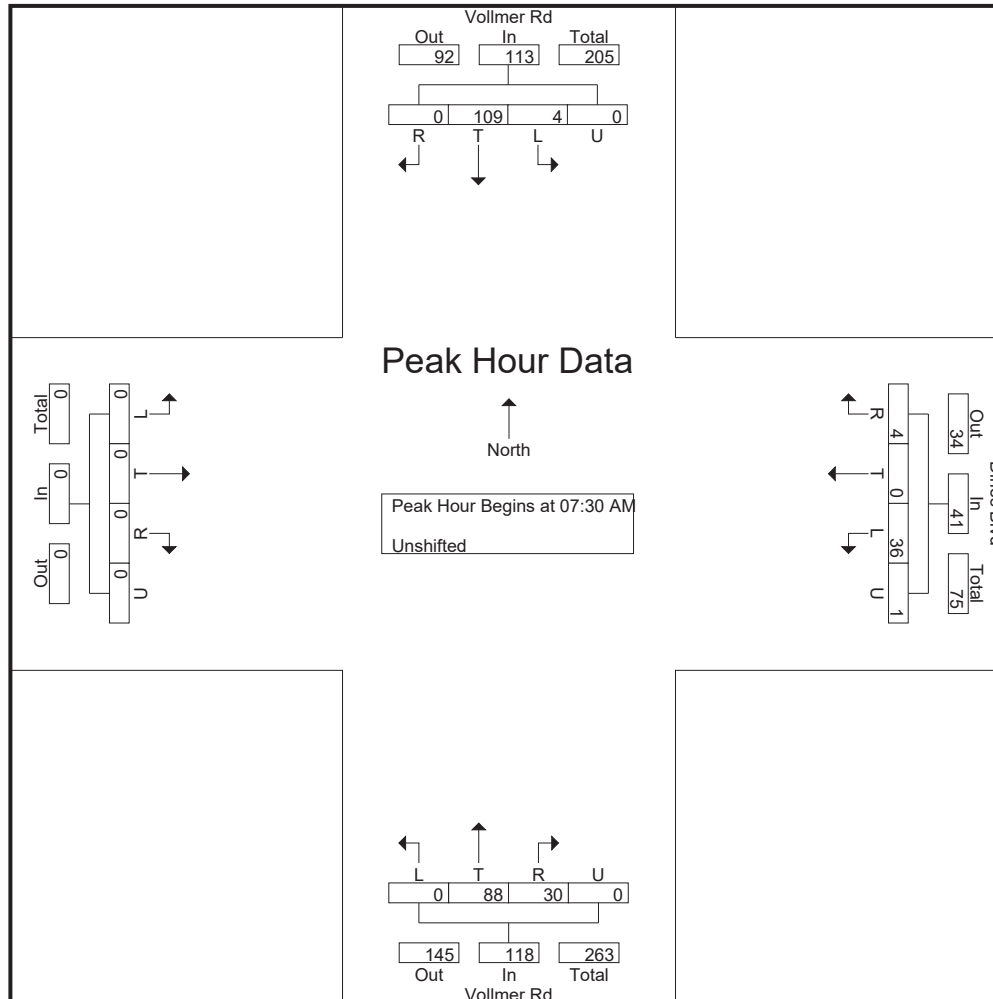 Vollmer Rd
Out In Total
92 113 205
0 109 4 0
R T L U
Peak Hour Data
North
Peak Hour Begins at 07:30 AM
Unshifted
Total In Out
0 0 0
0 0 0 0
L T R U
R T L U
4 0 36 1
Out In Total
34 41 75
Blvd
L T R U
0 88 30 0
145 118 263
Out In Total
Vollmer Rd